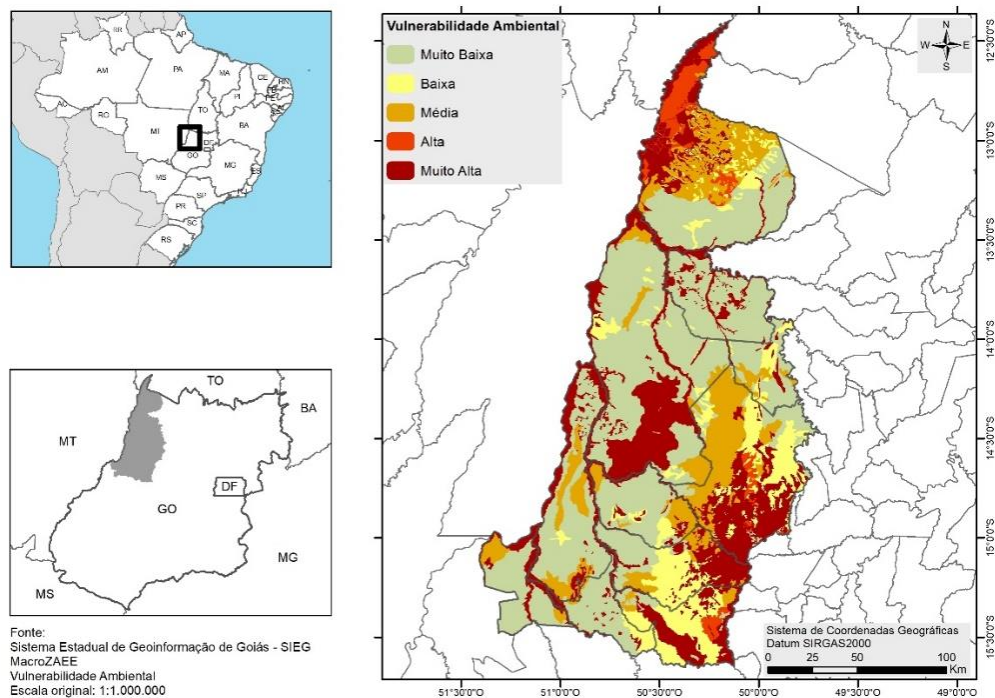 Vulnerabilidade Ambiental
Muito Baixa
Baixa
Média
Alta
Muito Alta
N
W E
S
RR
AP
AM
PA
MA
CE
RN
PI
AC
RO
TO
BA
GO
MG
MS
ES
SP
PR
SC
RS
12°30'0"S
13°0'0"S
13°30'0"S
14°0'0"S
14°30'0"S
15°0'0"S
15°30'0"S
TO
BA
MT
DF
GO
MG
MS
Sistema de Coordenadas Geográficas
Datum SIRGAS2000
0 25 50 100
Km
51°30'0"W 51°0'0"W 50°30'0"W 50°0'0"W 49°30'0"W 49°0'0"W
Fonte:
Sistema Estadual de Geoinformação de Goiás - SIEG
MacroZAEE
Vulnerabilidade Ambiental
Escala original: 1:1.000.000